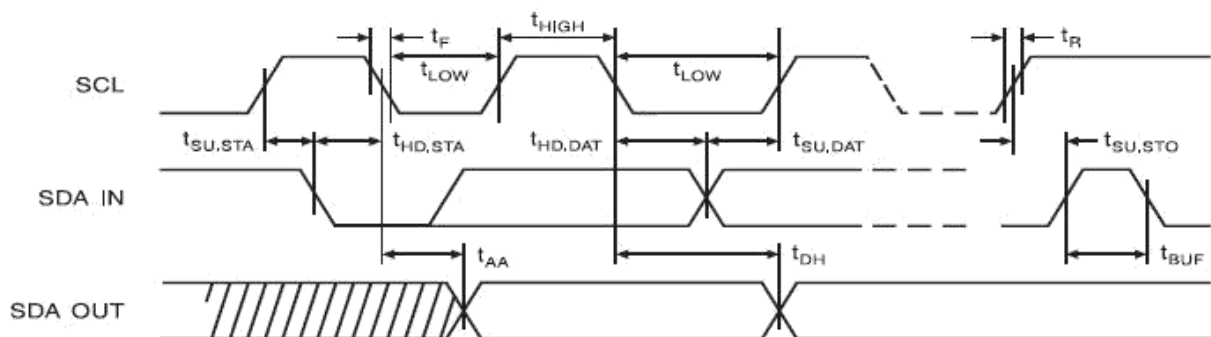 tF
tHIGH
tR
SCL
tLOW
tLOW
tSU,STA
tHD,STA
tHD,DAT
tSU,DAT
tSU,STO
SDA IN
tAA
tDH
tBUF
SDA OUT